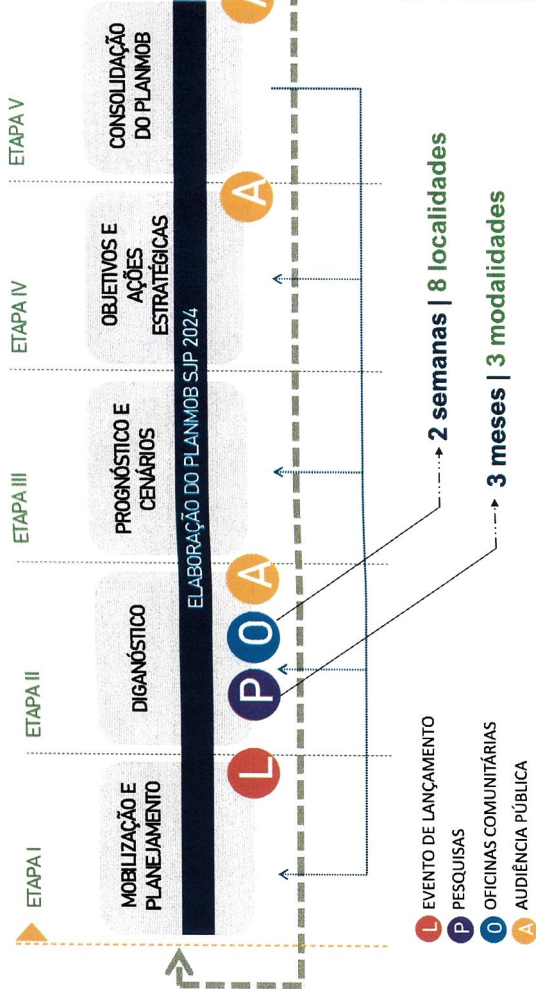 ETAPA I
ETAPA II
ETAPA III
ETAPA IV
ETAPA V
MOBILIZAÇÃO E
PLANEJAMENTO
DIGANÓSTICO
PROGNÓSTICO E
CENÁRIOS
OBJETIVOS E
AÇÕES
ESTRATÉGICAS
CONSOLIDAÇÃO
DO PLANMOB
ELABORAÇÃO DO PLANMOB SJP 2024
L
P
O
A
A
A
2 semanas | 8 localidades
3 meses | 3 modalidades
L EVENTO DE LANÇAMENTO
P PESQUISAS
O OFICINAS COMUNITÁRIAS
A AUDIÊNCIA PÚBLICA